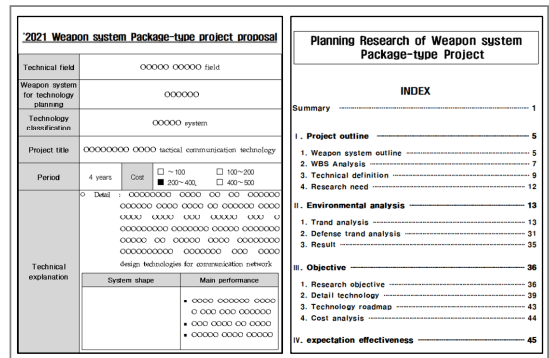 '2021 Weapon system Package-type project proposal
Technical field OOOOO OOOOO field
Weapon system
for technology
planning
OOOOOO
Technology
classification
OOOOO system
Project title OOOOOOOO OOOO tactical communication technology
Period 4 years Cost □ ~100 □ 100~200
■ 200~400, □ 400~500
Technical
explanation
○ Detail : OOOOOOOO OOOO OO OO OOOOO
OOOOOO OOOO OOOO OO OOOOOO OOOO
OOOO OOOO OOOO OOOOOO OOO O
OOOOOOOOO OOOOOOO OOOOO OOOOO
OOOOO OO OOOOO OOOO OOOOO
OOOOOOOOOO OOOOOOO OOO OOOO
design technologies for communication network
System shape Main performance
▪ OOOO OOOOOO OOOO
O OOO OOO OOOOOO
▪ OOO OOOO OO OOOO
▪ OOOOO OOOO OOOOO
Planning Research of Weapon system
Package-type Project
INDEX
Summary 1
I. Project outline 5
1. Weapon system outline 5
2. WBS Analysis 7
3. Technical definition 9
4. Research need 12
II. Environmental analysis 13
1. Trand analysis 13
2. Defense trand analysis 31
3. Result 35
III. Objective 36
1. Research objective 36
2. Detail technology 39
3. Technology roadmap 43
4. Cost analysis 44
IV. expectation effectiveness 45